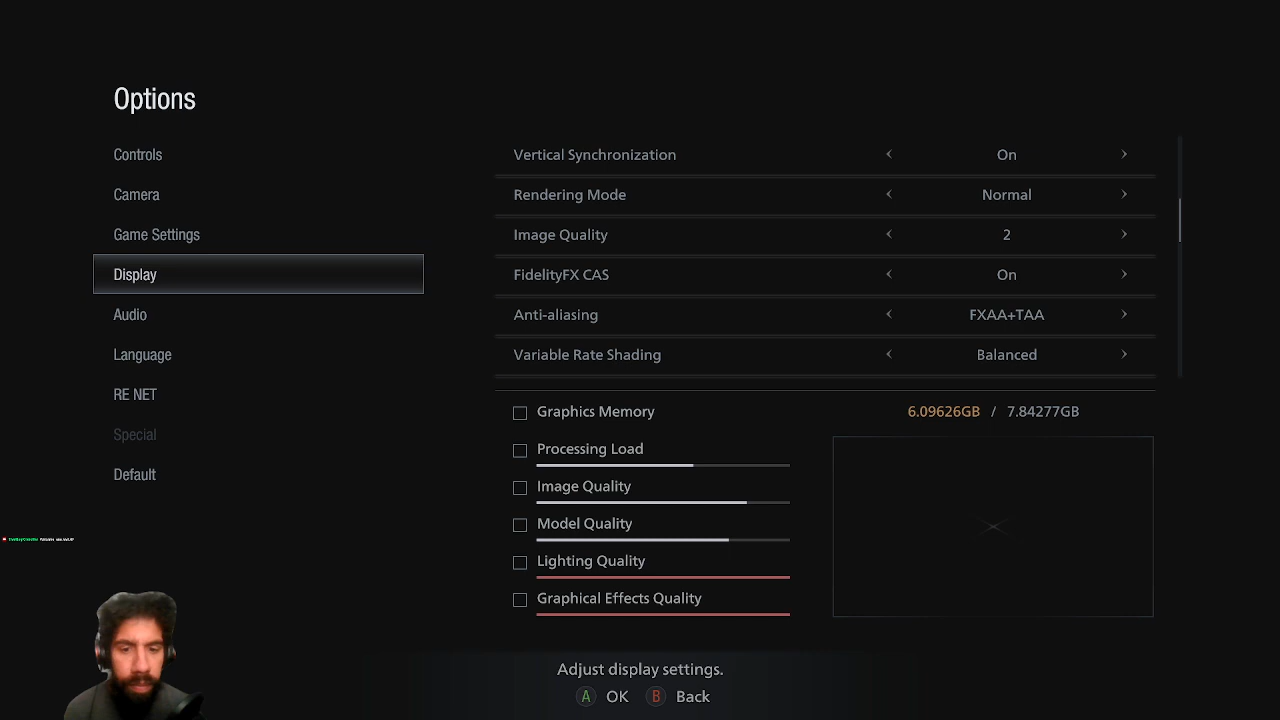 Options
Controls
Camera
Game Settings
Display
Audio
Language
RE NET
Special
Default
Vertical Synchronization On
Rendering Mode Normal
Image Quality 2
FidelityFX CAS On
Anti-aliasing FXAA+TAA
Variable Rate Shading Balanced
Graphics Memory 6.09626GB / 7.84277GB
Processing Load
Image Quality
Model Quality
Lighting Quality
Graphical Effects Quality
Adjust display settings.
A OK B Back